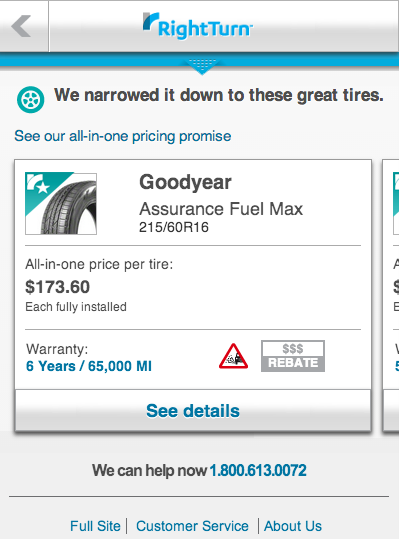 RightTurn
We narrowed it down to these great tires.
See our all-in-one pricing promise
Goodyear
Assurance Fuel Max
215/60R16
All-in-one price per tire:
$173.60
Each fully installed
Warranty:
6 Years / 65,000 MI
$$$
REBATE
See details
We can help now 1.800.613.0072
Full Site | Customer Service | About Us